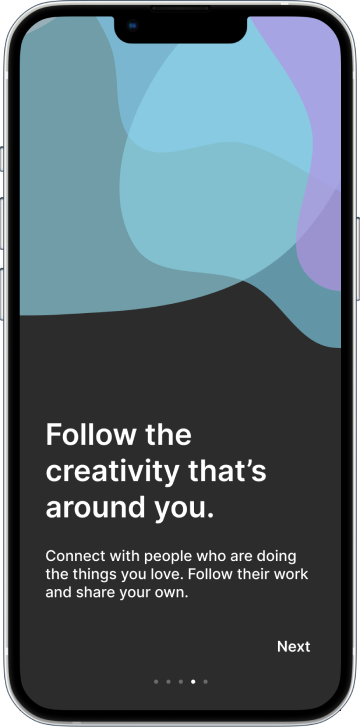 Follow the
creativity that’s
around you.
Connect with people who are doing
the things you love. Follow their work
and share your own.
Next